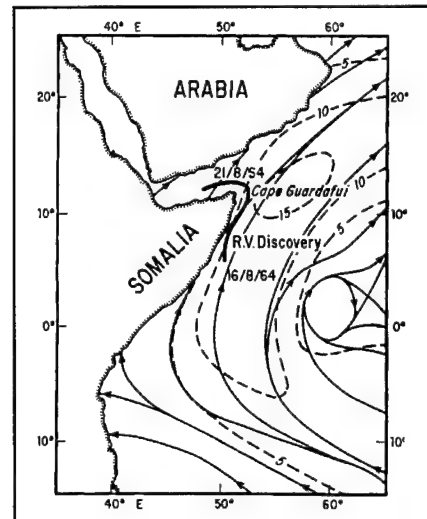 40° E 50° 60°
5
ARABIA
10
20° 20°
21/8/54
Cape Guardafui
10
10° 15 10°
5
R.V. Discovery
SOMALIA
16/8/64
0° 0°
10° 5 10°
40° E 50° 60°